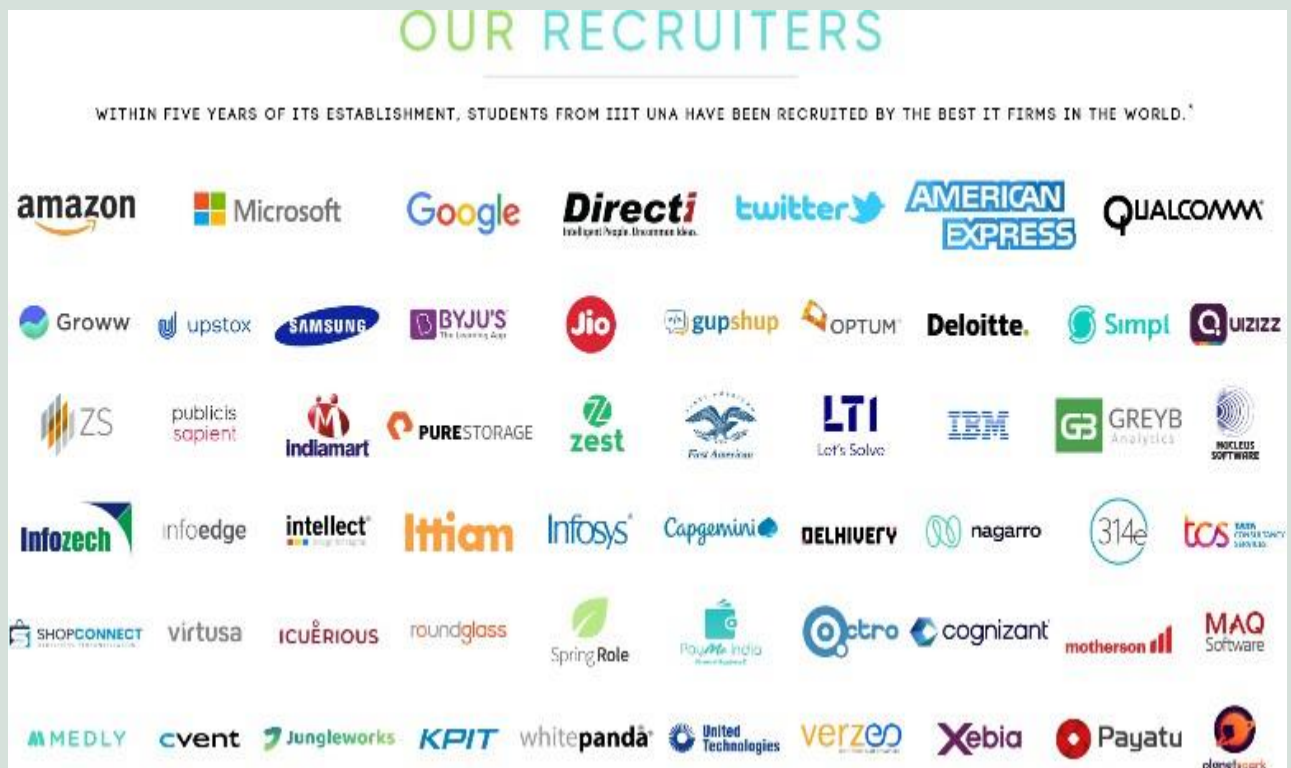 OUR RECRUITERS
WITHIN FIVE YEARS OF ITS ESTABLISHMENT, STUDENTS FROM IIIT UNA HAVE BEEN RECRUITED BY THE BEST IT FIRMS IN THE WORLD.*
amazon Microsoft Google Directi twitter AMERICAN EXPRESS QUALCOMM
Intelligent People. Uncommon Ideas.
Groww upstox SAMSUNG BYJU'S Jio gupshup OPTUM Deloitte. Simpl QUIZIZZ
The Learning App
ZS publicis sapient indiamart PURESTORAGE zest First American LTI IBM GREYB NUCLEUS SOFTWARE
Let's Solve Analytics
Infozech infoedge intellect Ittiam Infosys Capgemini DELHIVERY nagarro 314e tcs TATA CONSULTANCY SERVICES
SHOPCONNECT virtusa ICUERIOUS roundglass Spring Role PayMe India Octro cognizant motherson MAQ Software
MEDLY cvent Jungleworks KPIT whitepanda United Technologies verzeo Xebia Payatu planetspark